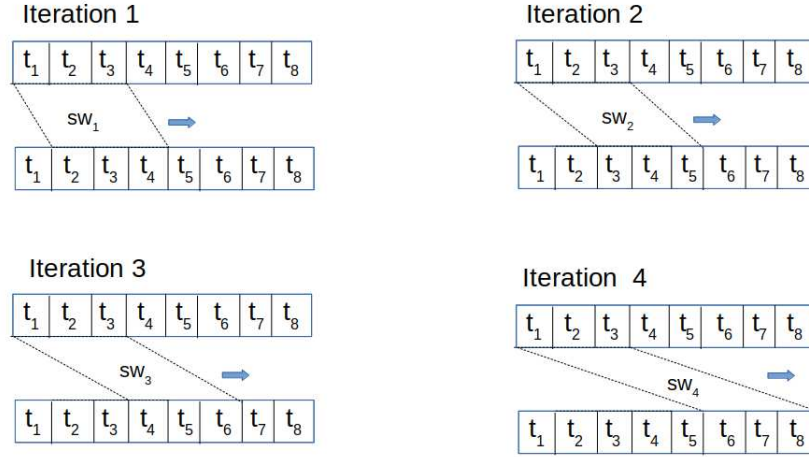 Iteration 1
t1 t2 t3 t4 t5 t6 t7 t8
sw1
t1 t2 t3 t4 t5 t6 t7 t8
Iteration 2
t1 t2 t3 t4 t5 t6 t7 t8
sw2
t1 t2 t3 t4 t5 t6 t7 t8
Iteration 3
t1 t2 t3 t4 t5 t6 t7 t8
sw3
t1 t2 t3 t4 t5 t6 t7 t8
Iteration 4
t1 t2 t3 t4 t5 t6 t7 t8
sw4
t1 t2 t3 t4 t5 t6 t7 t8